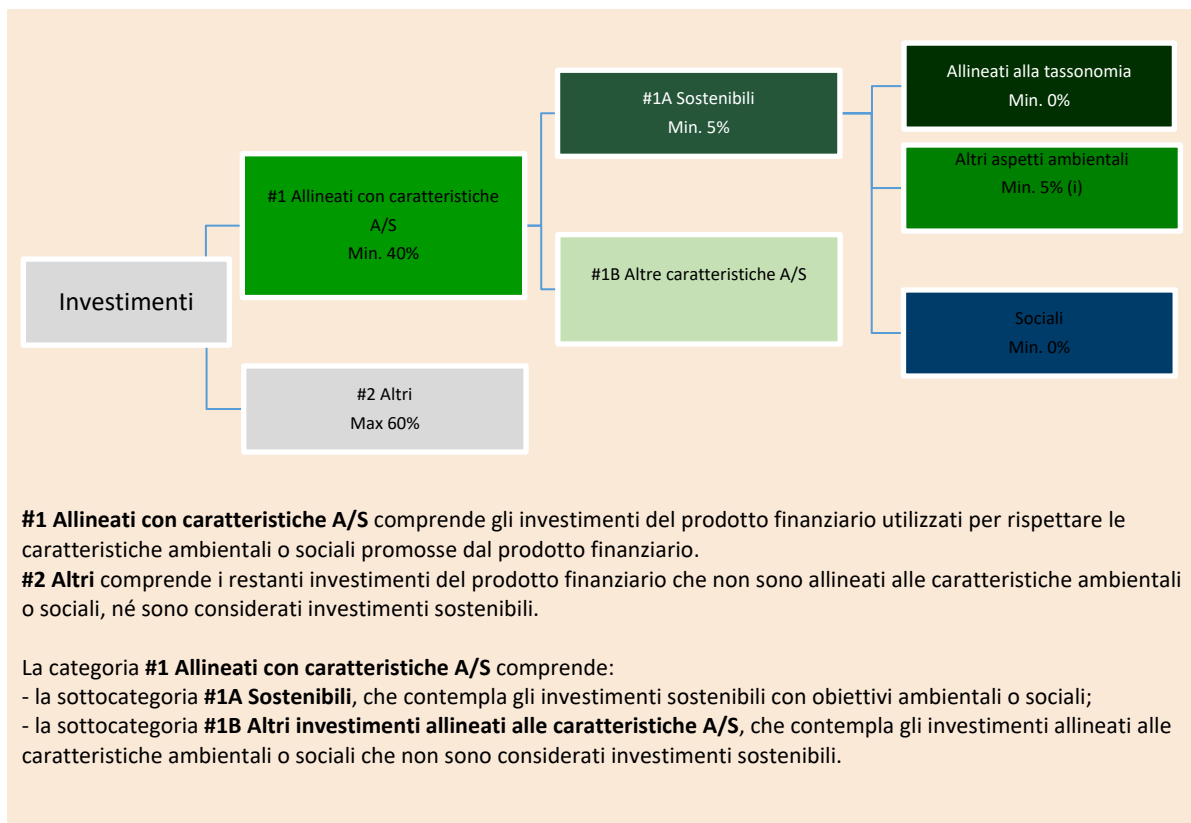 Allineati alla tassonomia
Min. 0%
#1A Sostenibili
Min. 5%
Altri aspetti ambientali
Min. 5% (i)
#1 Allineati con caratteristiche
A/S
Min. 40%
#1B Altre caratteristiche A/S
Investimenti
Sociali
Min. 0%
#2 Altri
Max 60%
#1 Allineati con caratteristiche A/S comprende gli investimenti del prodotto finanziario utilizzati per rispettare le
caratteristiche ambientali o sociali promosse dal prodotto finanziario.
#2 Altri comprende i restanti investimenti del prodotto finanziario che non sono allineati alle caratteristiche ambientali
o sociali, né sono considerati investimenti sostenibili.
La categoria #1 Allineati con caratteristiche A/S comprende:
- la sottocategoria #1A Sostenibili, che contempla gli investimenti sostenibili con obiettivi ambientali o sociali;
- la sottocategoria #1B Altri investimenti allineati alle caratteristiche A/S, che contempla gli investimenti allineati alle
caratteristiche ambientali o sociali che non sono considerati investimenti sostenibili.